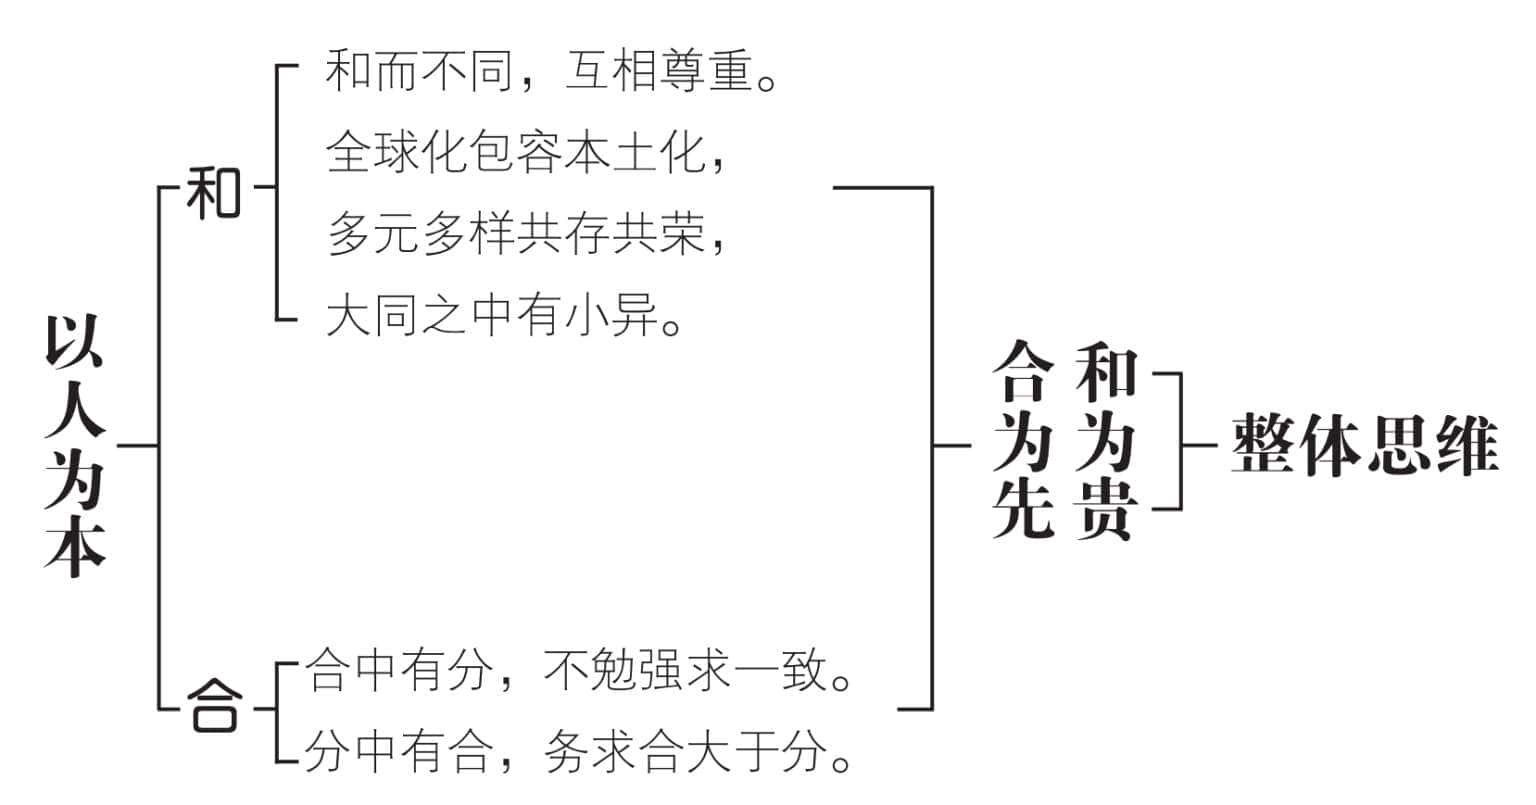 以人为本
和
和而不同，互相尊重。
全球化包容本土化，
多元多样共存共荣，
大同之中有小异。
合
合中有分，不勉强求一致。
分中有合，务求合大于分。
和为贵
合为先
整体思维